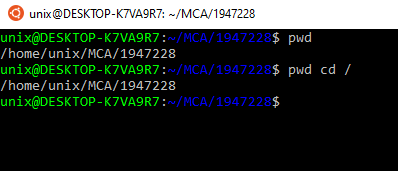 unix@DESKTOP-K7VA9R7: ~/MCA/1947228
unix@DESKTOP-K7VA9R7:~/MCA/1947228$ pwd
/home/unix/MCA/1947228
unix@DESKTOP-K7VA9R7:~/MCA/1947228$ pwd cd /
/home/unix/MCA/1947228
unix@DESKTOP-K7VA9R7:~/MCA/1947228$